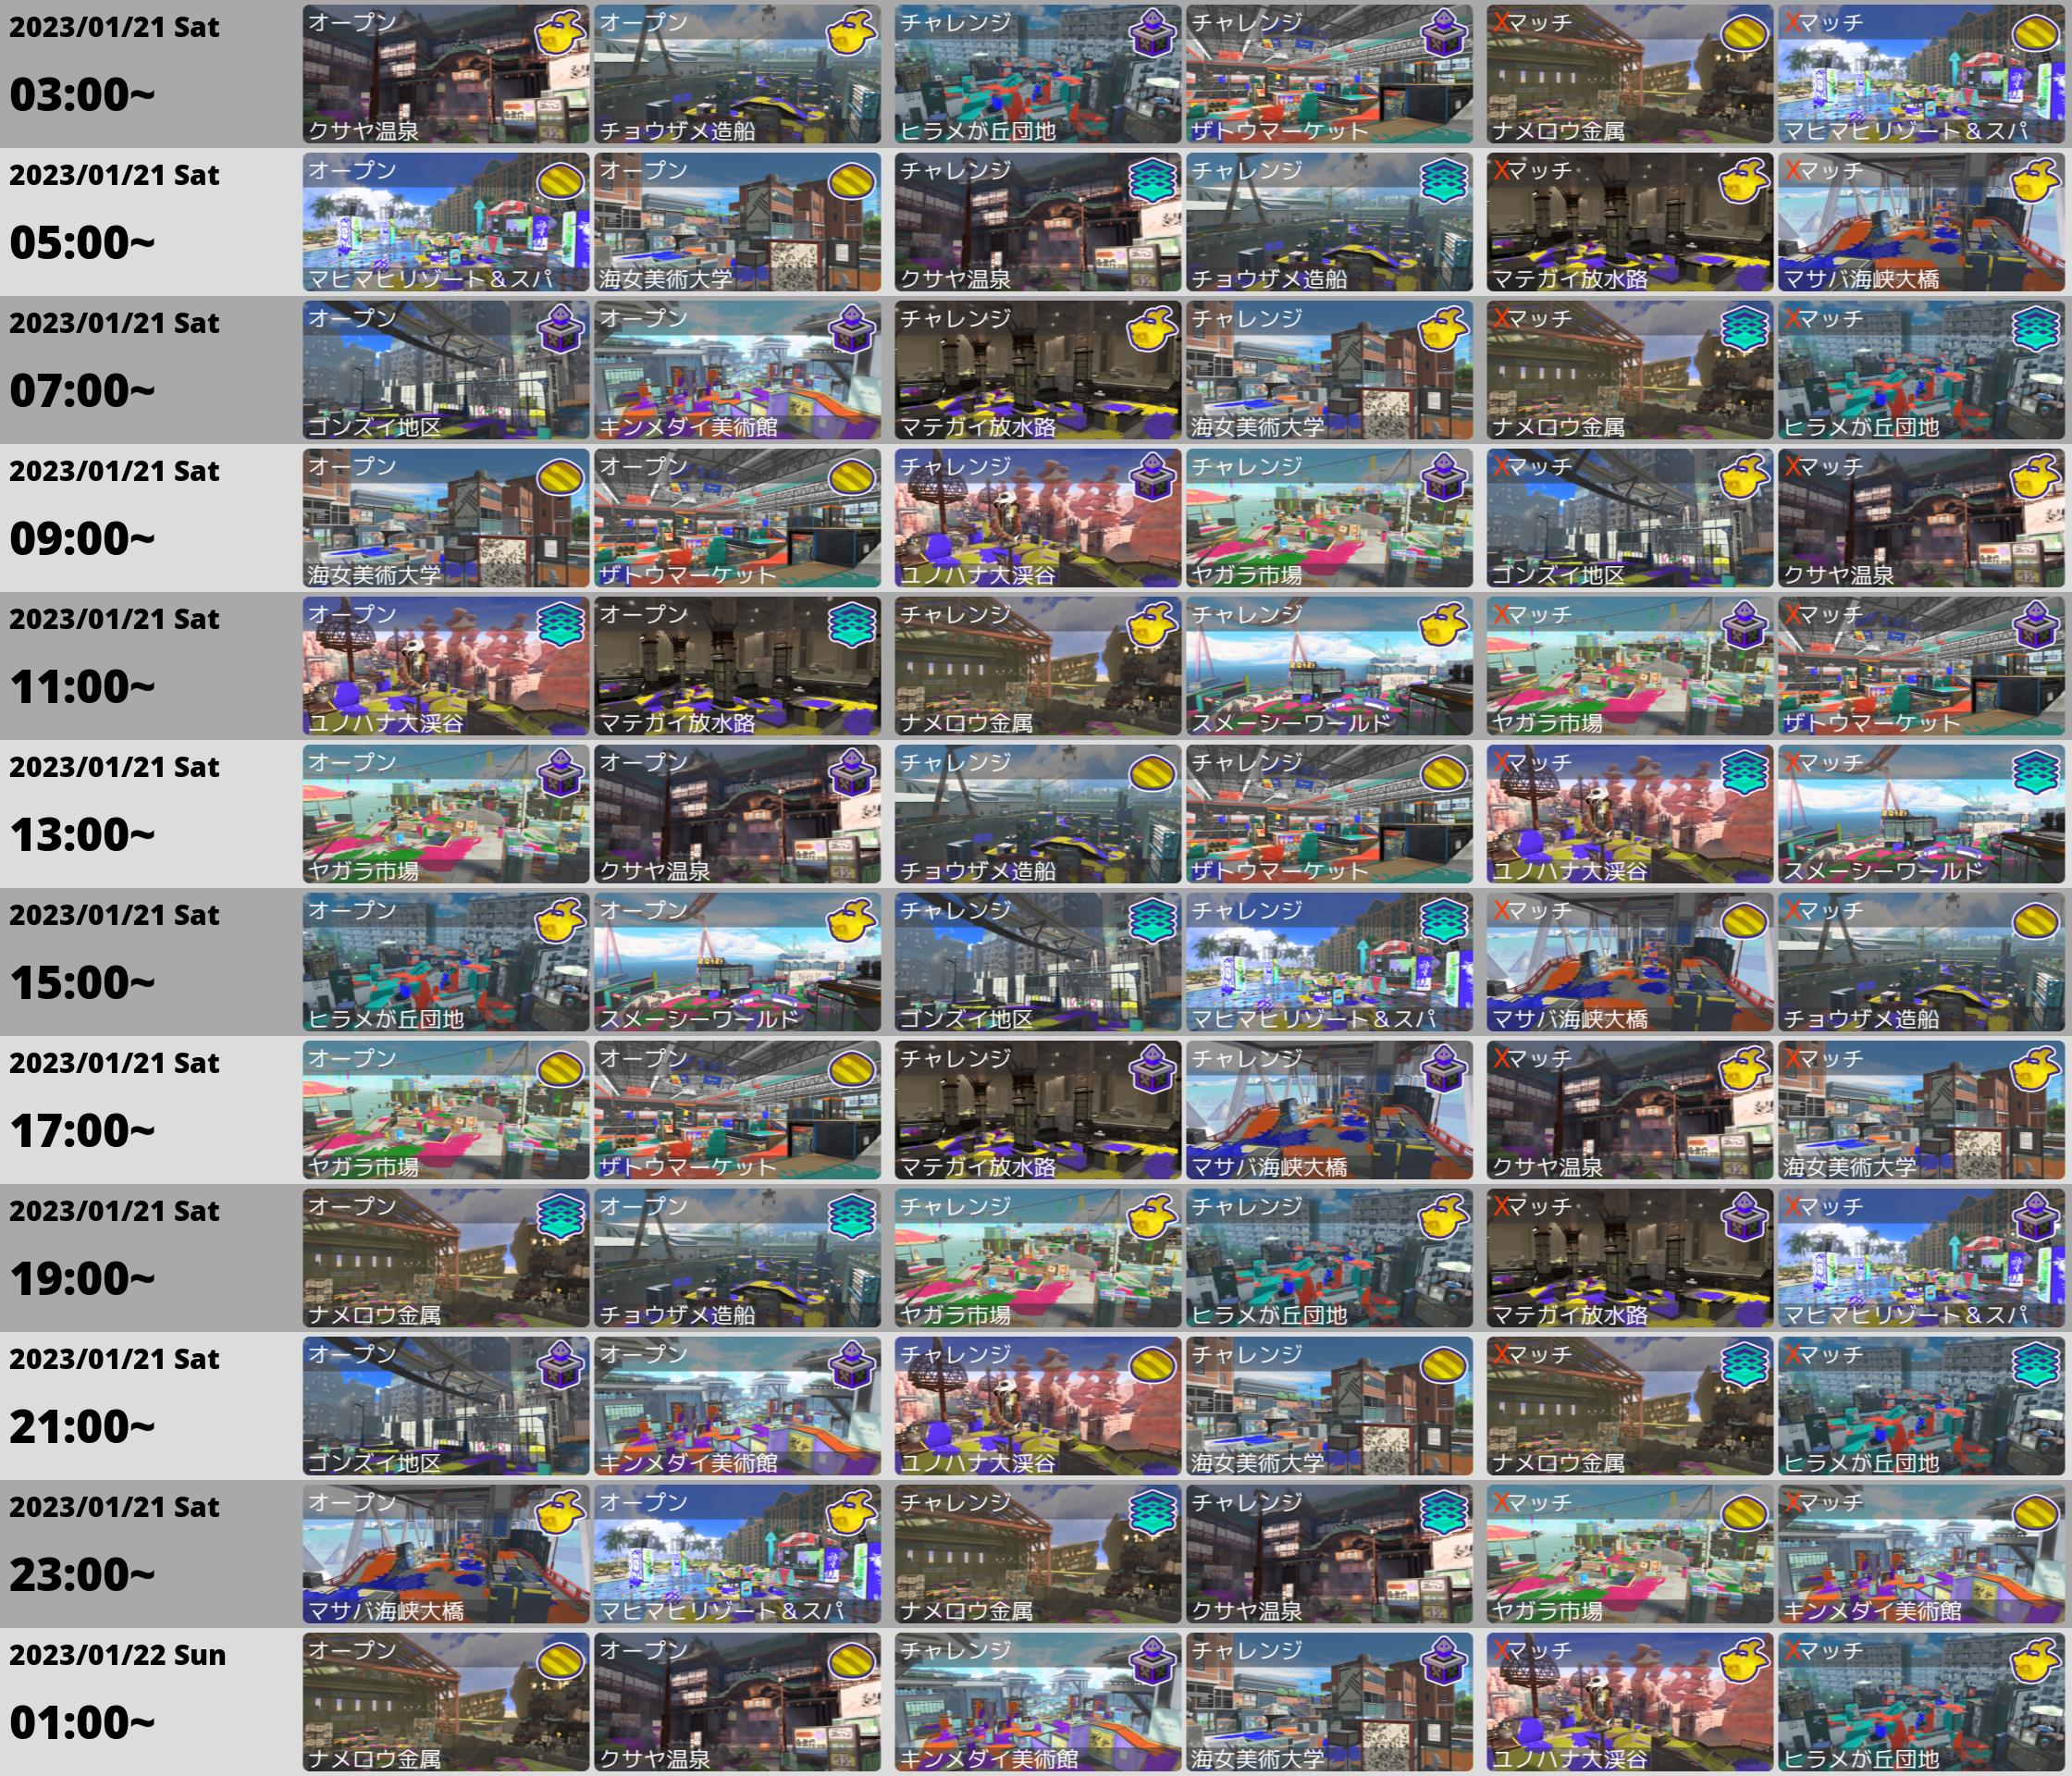 2023/01/21 Sat
03:00~
オープン
クサヤ温泉
オープン
チョウザメ造船
チャレンジ
ヒラメが丘団地
チャレンジ
ザトウマーケット
Xマッチ
ナメロウ金属
Xマッチ
マヒマヒリゾート＆スパ
2023/01/21 Sat
05:00~
オープン
マヒマヒリゾート＆スパ
オープン
海女美術大学
チャレンジ
クサヤ温泉
チャレンジ
チョウザメ造船
Xマッチ
マテガイ放水路
Xマッチ
マサバ海峡大橋
2023/01/21 Sat
07:00~
オープン
ゴンズイ地区
オープン
キンメダイ美術館
チャレンジ
マテガイ放水路
チャレンジ
海女美術大学
Xマッチ
ナメロウ金属
Xマッチ
ヒラメが丘団地
2023/01/21 Sat
09:00~
オープン
海女美術大学
オープン
ザトウマーケット
チャレンジ
ユノハナ大渓谷
チャレンジ
ヤガラ市場
Xマッチ
ゴンズイ地区
Xマッチ
クサヤ温泉
2023/01/21 Sat
11:00~
オープン
ユノハナ大渓谷
オープン
マテガイ放水路
チャレンジ
ナメロウ金属
チャレンジ
スメーシーワールド
Xマッチ
ヤガラ市場
Xマッチ
ザトウマーケット
2023/01/21 Sat
13:00~
オープン
ヤガラ市場
オープン
クサヤ温泉
チャレンジ
チョウザメ造船
チャレンジ
ザトウマーケット
Xマッチ
ユノハナ大渓谷
Xマッチ
スメーシーワールド
2023/01/21 Sat
15:00~
オープン
ヒラメが丘団地
オープン
スメーシーワールド
チャレンジ
ゴンズイ地区
チャレンジ
マヒマヒリゾート＆スパ
Xマッチ
マサバ海峡大橋
Xマッチ
チョウザメ造船
2023/01/21 Sat
17:00~
オープン
ヤガラ市場
オープン
ザトウマーケット
チャレンジ
マテガイ放水路
チャレンジ
マサバ海峡大橋
Xマッチ
クサヤ温泉
Xマッチ
海女美術大学
2023/01/21 Sat
19:00~
オープン
ナメロウ金属
オープン
チョウザメ造船
チャレンジ
ヤガラ市場
チャレンジ
ヒラメが丘団地
Xマッチ
マテガイ放水路
Xマッチ
マヒマヒリゾート＆スパ
2023/01/21 Sat
21:00~
オープン
ゴンズイ地区
オープン
キンメダイ美術館
チャレンジ
ユノハナ大渓谷
チャレンジ
海女美術大学
Xマッチ
ナメロウ金属
Xマッチ
ヒラメが丘団地
2023/01/21 Sat
23:00~
オープン
マサバ海峡大橋
オープン
マヒマヒリゾート＆スパ
チャレンジ
ナメロウ金属
チャレンジ
クサヤ温泉
Xマッチ
ヤガラ市場
Xマッチ
キンメダイ美術館
2023/01/22 Sun
01:00~
オープン
ナメロウ金属
オープン
クサヤ温泉
チャレンジ
キンメダイ美術館
チャレンジ
海女美術大学
Xマッチ
ユノハナ大渓谷
Xマッチ
ヒラメが丘団地